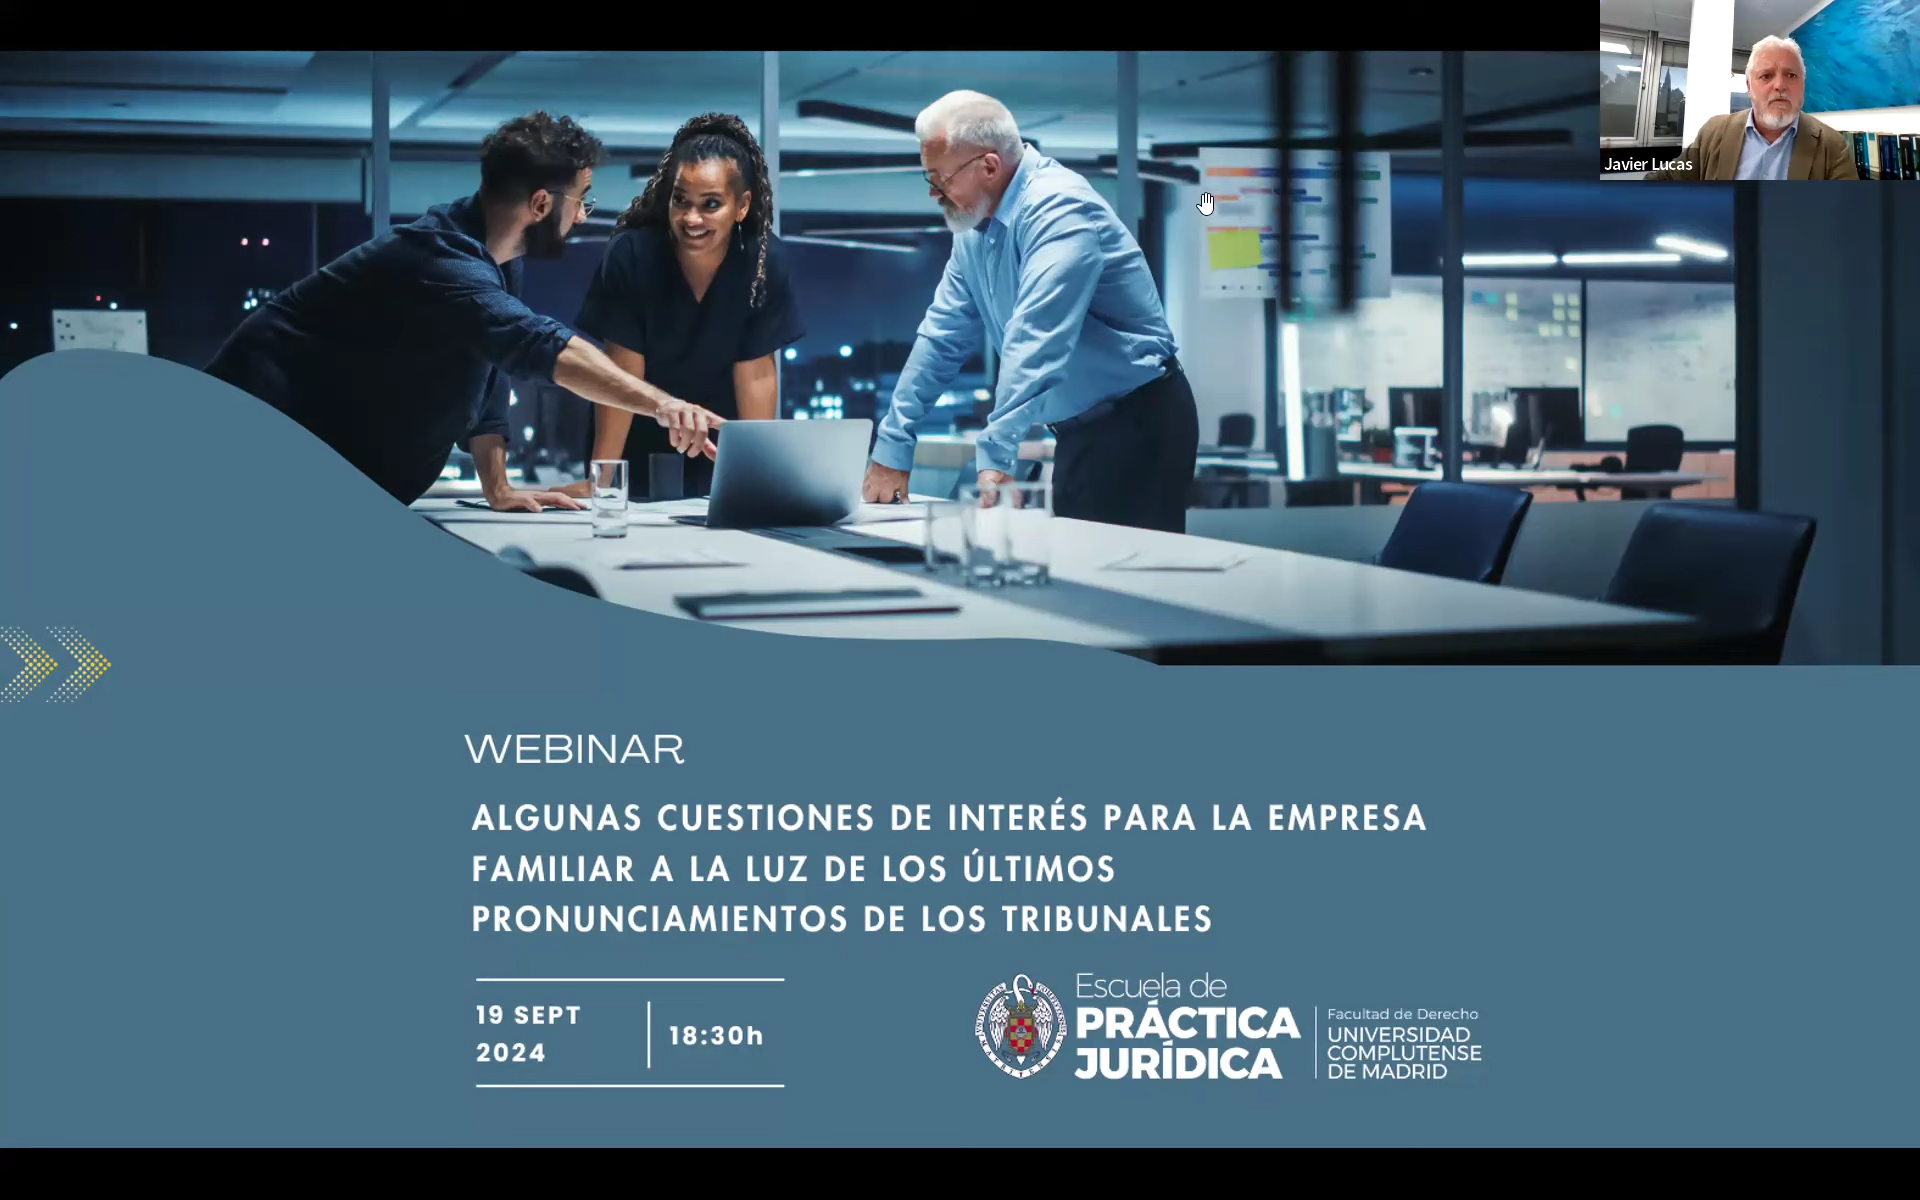 Javier Lucas
WEBINAR
ALGUNAS CUESTIONES DE INTERÉS PARA LA EMPRESA
FAMILIAR A LA LUZ DE LOS ÚLTIMOS
PRONUNCIAMIENTOS DE LOS TRIBUNALES
19 SEPT
2024
18:30h
Escuela de
PRÁCTICA
JURÍDICA
Facultad de Derecho
UNIVERSIDAD
COMPLUTENSE
DE MADRID